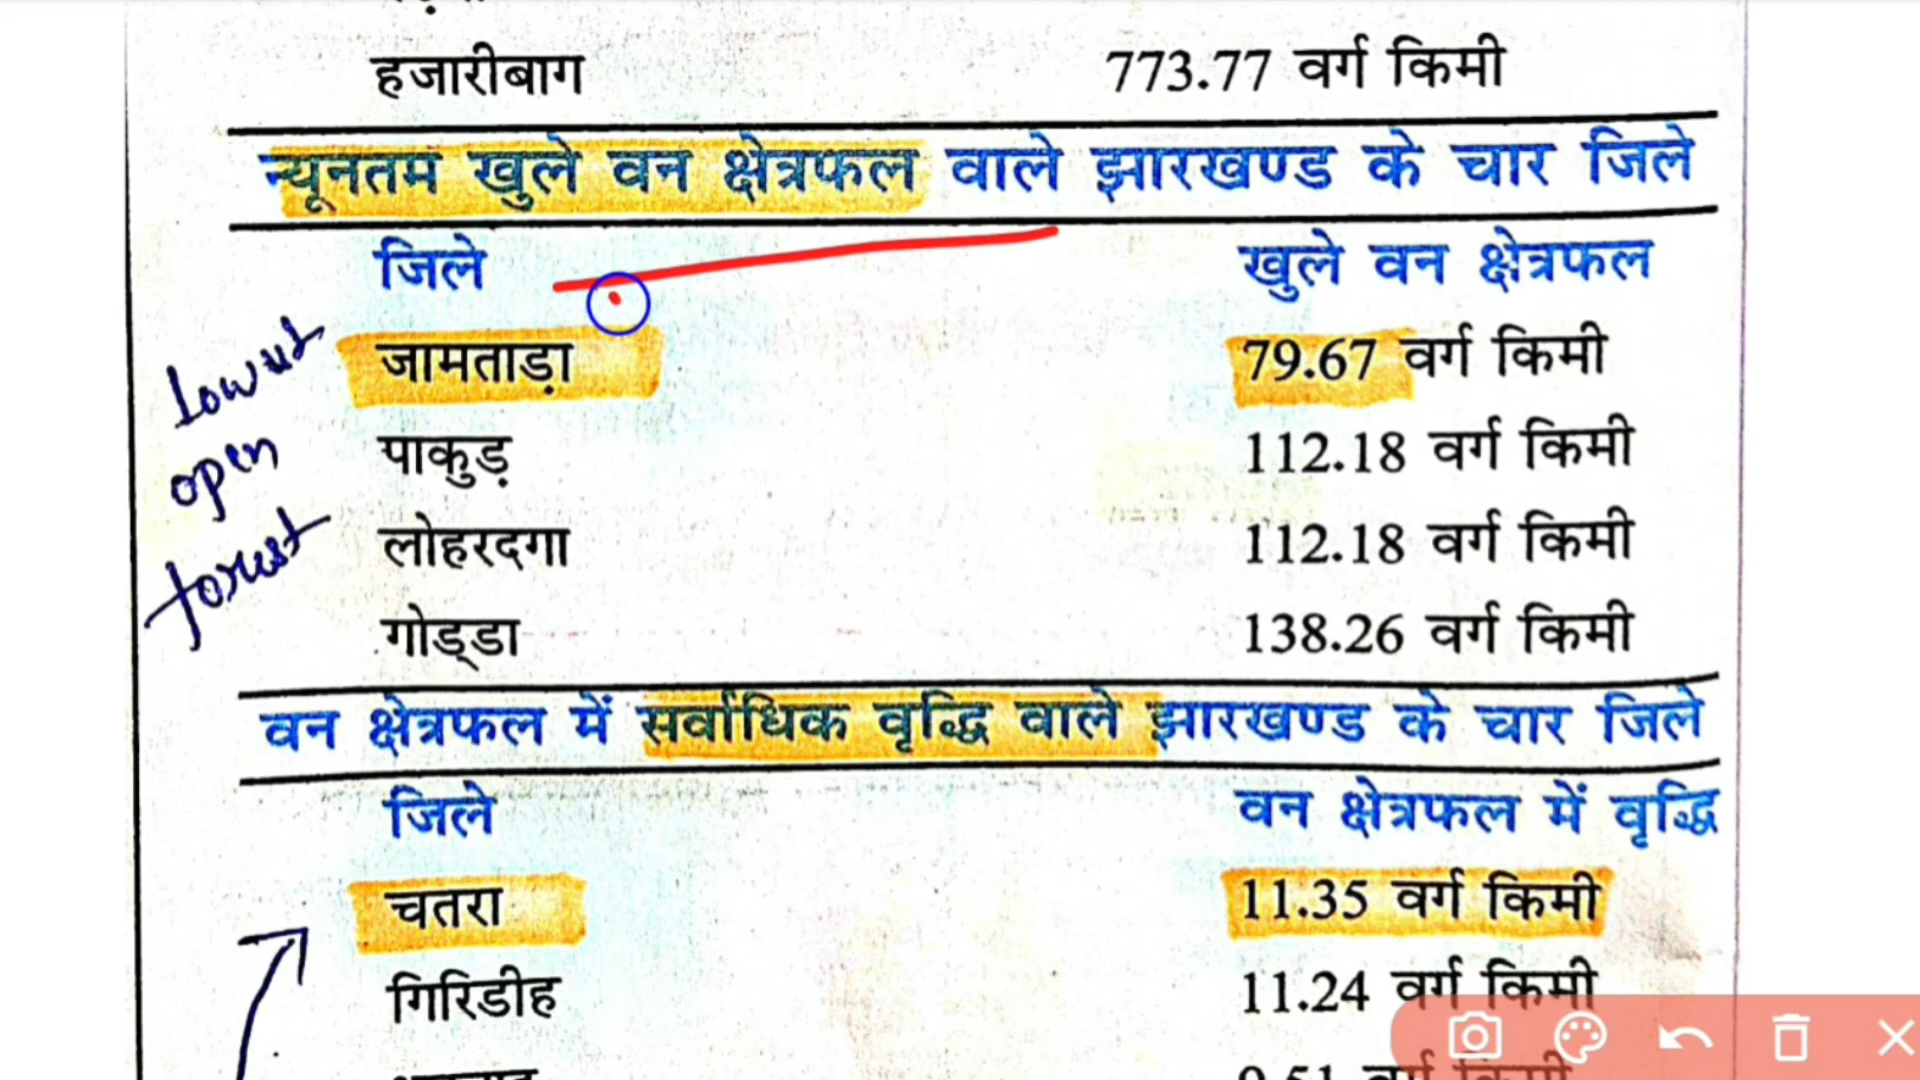 हजारीबाग 773.77 वर्ग किमी
न्यूनतम खुले वन क्षेत्रफल वाले झारखण्ड के चार जिले
जिले खुले वन क्षेत्रफल
जामताड़ा 79.67 वर्ग किमी
पाकुड़ 112.18 वर्ग किमी
लोहरदगा 112.18 वर्ग किमी
गोड्डा 138.26 वर्ग किमी
lowest
open
forest
वन क्षेत्रफल में सर्वाधिक वृद्धि वाले झारखण्ड के चार जिले
जिले वन क्षेत्रफल में वृद्धि
चतरा 11.35 वर्ग किमी
गिरिडीह 11.24 वर्ग किमी